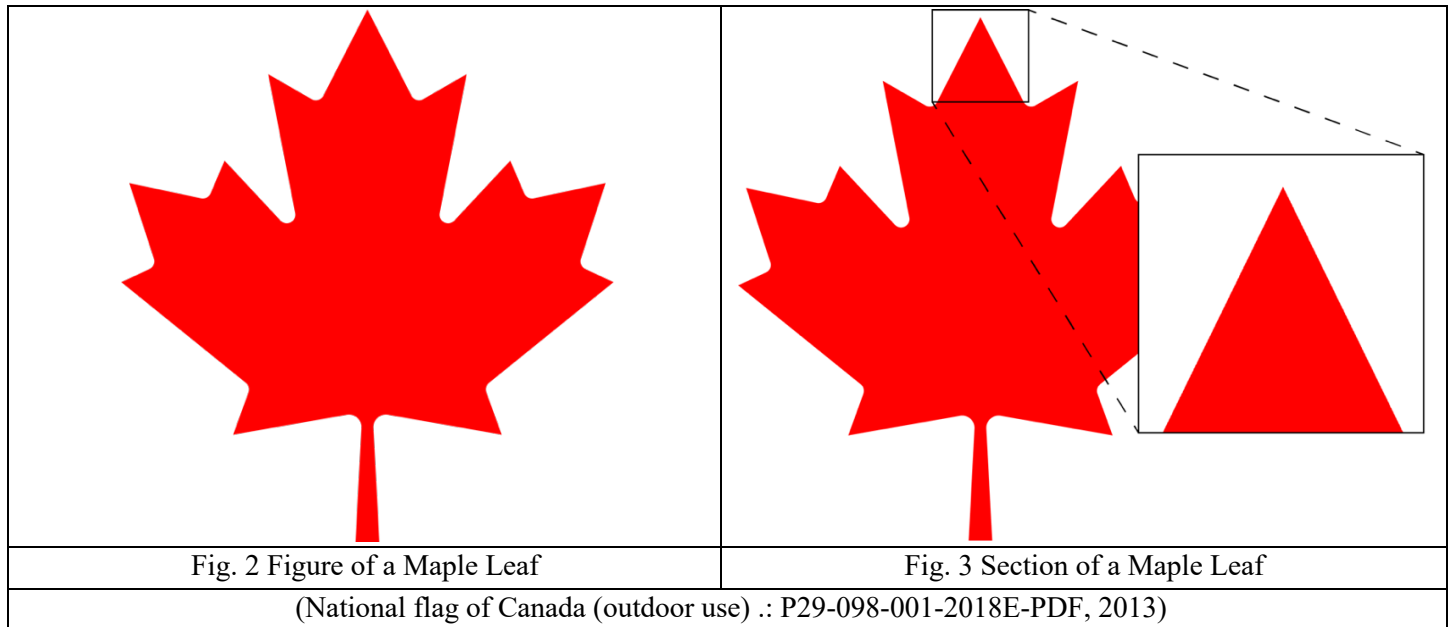 Fig. 2 Figure of a Maple Leaf
Fig. 3 Section of a Maple Leaf
(National flag of Canada (outdoor use) .: P29-098-001-2018E-PDF, 2013)